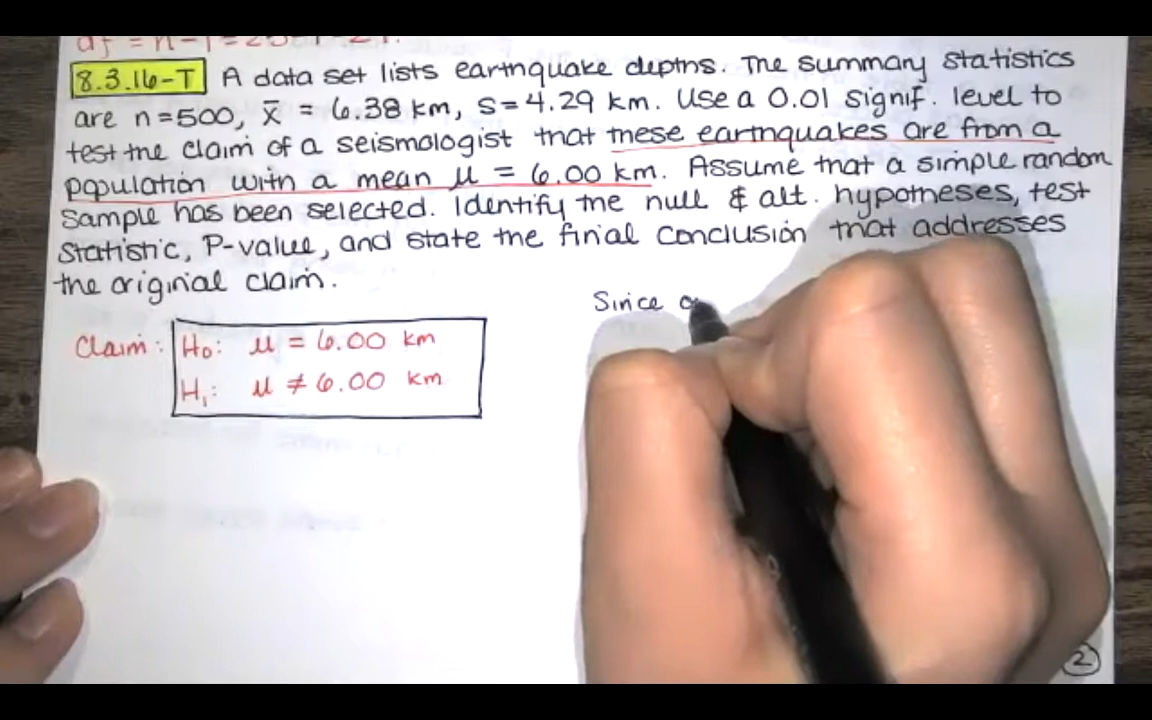 df = n-1 =
8.3.16-T A data set lists earthquake depths. The summary statistics
are n=500, x̄ = 6.38 km, s=4.29 km. Use a 0.01 signif. level to
test the claim of a seismologist that these earthquakes are from a
population with a mean μ = 6.00 km. Assume that a simple random
sample has been selected. Identify the null & alt. hypotheses, test
statistic, P-value, and state the final conclusion that addresses
the original claim.
Since
Claim: H₀: μ = 6.00 km
H₁: μ ≠ 6.00 km
2